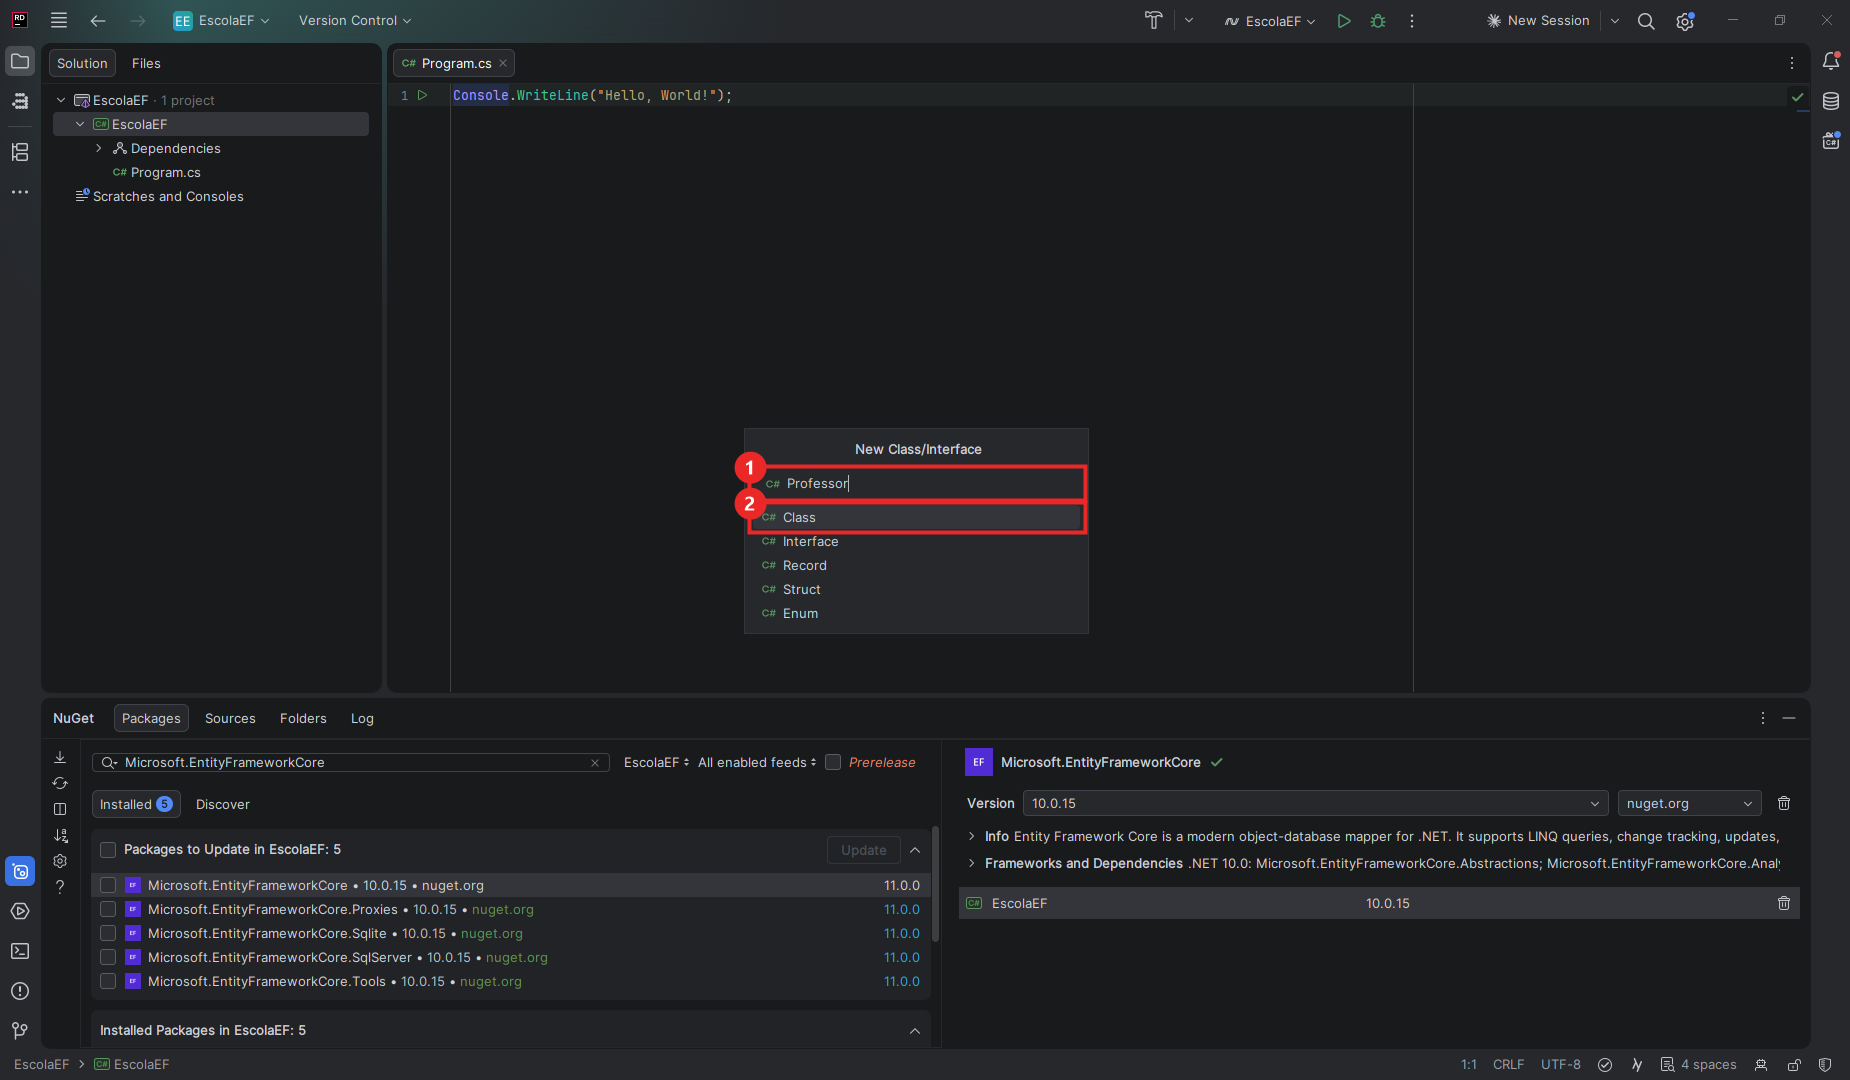 RD
EE EscolaEF
Version Control
EscolaEF
New Session
Solution
Files
C# Program.cs
EscolaEF · 1 project
C# EscolaEF
Dependencies
C# Program.cs
Scratches and Consoles
1 Console.WriteLine("Hello, World!");
New Class/Interface
1
C# Professor
2
C# Class
C# Interface
C# Record
C# Struct
C# Enum
NuGet
Packages
Sources
Folders
Log
Microsoft.EntityFrameworkCore
EscolaEF
All enabled feeds
Prerelease
Installed 5
Discover
Packages to Update in EscolaEF: 5
Update
EF Microsoft.EntityFrameworkCore • 10.0.15 • nuget.org 11.0.0
EF Microsoft.EntityFrameworkCore.Proxies • 10.0.15 • nuget.org 11.0.0
EF Microsoft.EntityFrameworkCore.Sqlite • 10.0.15 • nuget.org 11.0.0
EF Microsoft.EntityFrameworkCore.SqlServer • 10.0.15 • nuget.org 11.0.0
EF Microsoft.EntityFrameworkCore.Tools • 10.0.15 • nuget.org 11.0.0
Installed Packages in EscolaEF: 5
EF Microsoft.EntityFrameworkCore
Version 10.0.15 nuget.org
Info Entity Framework Core is a modern object-database mapper for .NET. It supports LINQ queries, change tracking, updates,
Frameworks and Dependencies .NET 10.0: Microsoft.EntityFrameworkCore.Abstractions; Microsoft.EntityFrameworkCore.Analy
C# EscolaEF 10.0.15
EscolaEF > C# EscolaEF
1:1 CRLF UTF-8 4 spaces